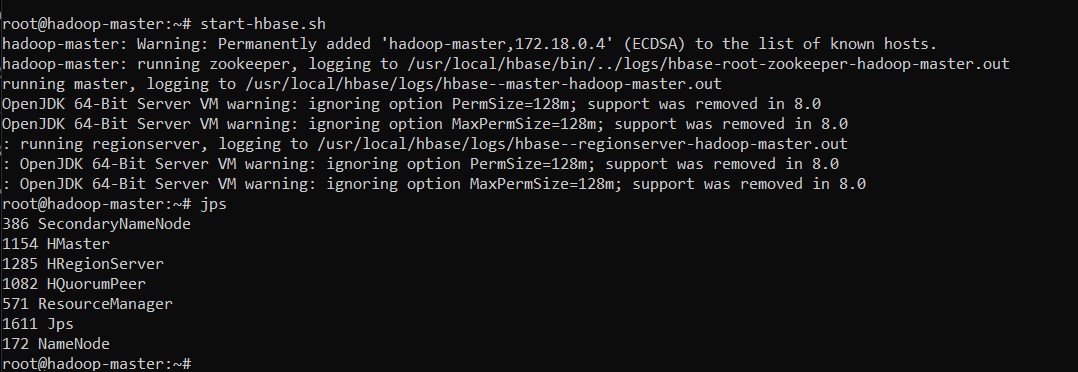 root@hadoop-master:~# start-hbase.sh
hadoop-master: Warning: Permanently added 'hadoop-master,172.18.0.4' (ECDSA) to the list of known hosts.
hadoop-master: running zookeeper, logging to /usr/local/hbase/bin/../logs/hbase-root-zookeeper-hadoop-master.out
running master, logging to /usr/local/hbase/logs/hbase--master-hadoop-master.out
OpenJDK 64-Bit Server VM warning: ignoring option PermSize=128m; support was removed in 8.0
OpenJDK 64-Bit Server VM warning: ignoring option MaxPermSize=128m; support was removed in 8.0
: running regionserver, logging to /usr/local/hbase/logs/hbase--regionserver-hadoop-master.out
: OpenJDK 64-Bit Server VM warning: ignoring option PermSize=128m; support was removed in 8.0
: OpenJDK 64-Bit Server VM warning: ignoring option MaxPermSize=128m; support was removed in 8.0
root@hadoop-master:~# jps
386 SecondaryNameNode
1154 HMaster
1285 HRegionServer
1082 HQuorumPeer
571 ResourceManager
1611 Jps
172 NameNode
root@hadoop-master:~#